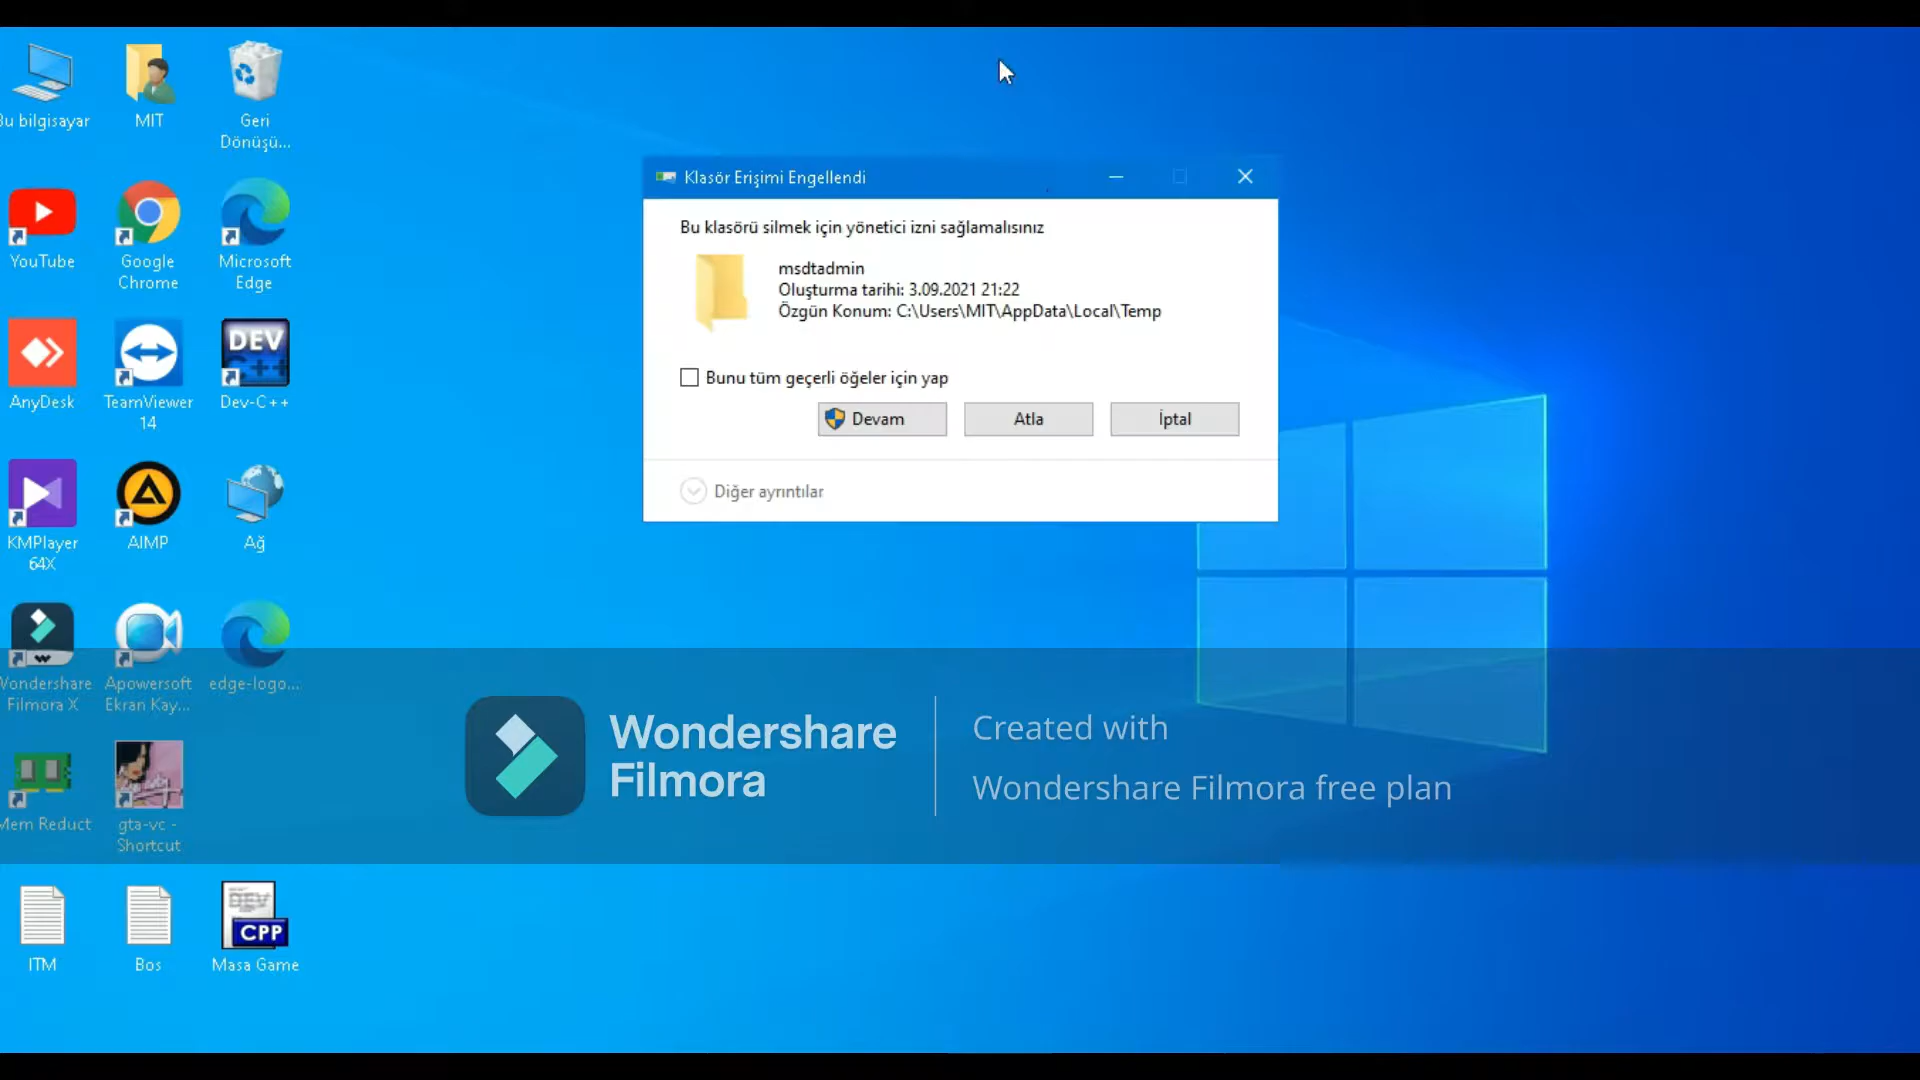 Bu bilgisayar
MIT
Geri
Dönüşü...
YouTube
Google
Chrome
Microsoft
Edge
AnyDesk
TeamViewer
14
DEV
C++
Dev-C++
KMPlayer
64X
AIMP
Ağ
Wondershare
Filmora X
Apowersoft
Ekran Kay...
edge-logo...
Mem Reduct
gta-vc -
Shortcut
ITM
Bos
DEV
CPP
Masa Game
Klasör Erişimi Engellendi
Bu klasörü silmek için yönetici izni sağlamalısınız
msdtadmin
Oluşturma tarihi: 3.09.2021 21:22
Özgün Konum: C:\Users\MIT\AppData\Local\Temp
Bunu tüm geçerli öğeler için yap
Devam
Atla
İptal
Diğer ayrıntılar
Wondershare
Filmora
Created with
Wondershare Filmora free plan